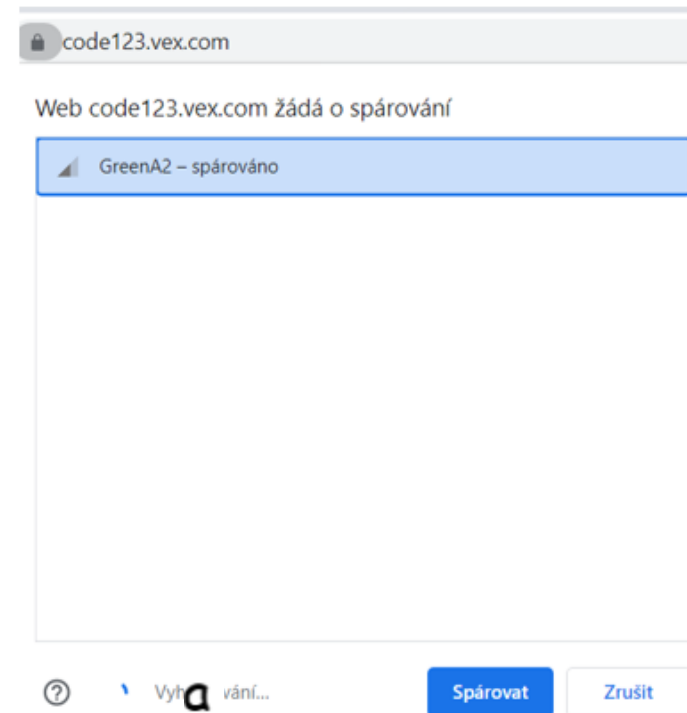 code123.vex.com
Web code123.vex.com žádá o spárování
GreenA2 – spárováno
a
Spárovat
Zrušit